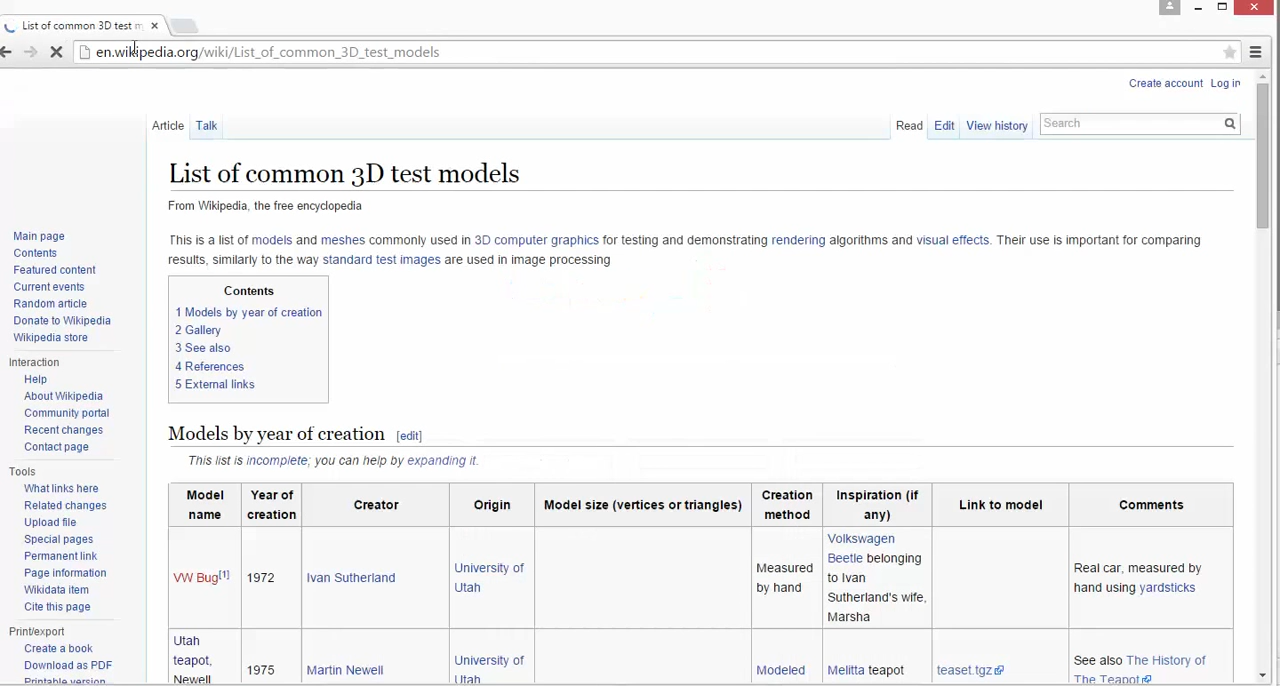 List of common 3D test m
en.wikipedia.org/wiki/List_of_common_3D_test_models
Create account Log in
Article Talk Read Edit View history Search
List of common 3D test models
From Wikipedia, the free encyclopedia
This is a list of models and meshes commonly used in 3D computer graphics for testing and demonstrating rendering algorithms and visual effects. Their use is important for comparing
results, similarly to the way standard test images are used in image processing
Contents
1 Models by year of creation
2 Gallery
3 See also
4 References
5 External links
Main page
Contents
Featured content
Current events
Random article
Donate to Wikipedia
Wikipedia store
Interaction
Help
About Wikipedia
Community portal
Recent changes
Contact page
Tools
What links here
Related changes
Upload file
Special pages
Permanent link
Page information
Wikidata item
Cite this page
Print/export
Create a book
Download as PDF
Printable version
Models by year of creation [edit]
This list is incomplete; you can help by expanding it.
Model
name
Year of
creation
Creator
Origin
Model size (vertices or triangles)
Creation
method
Inspiration (if
any)
Link to model
Comments
VW Bug[1]
1972
Ivan Sutherland
University of
Utah
Measured
by hand
Volkswagen
Beetle belonging
to Ivan
Sutherland's wife,
Marsha
Real car, measured by
hand using yardsticks
Utah
teapot,
Newell
1975
Martin Newell
University of
Utah
Modeled
Melitta teapot
teaset.tgz
See also The History of
The Teapot